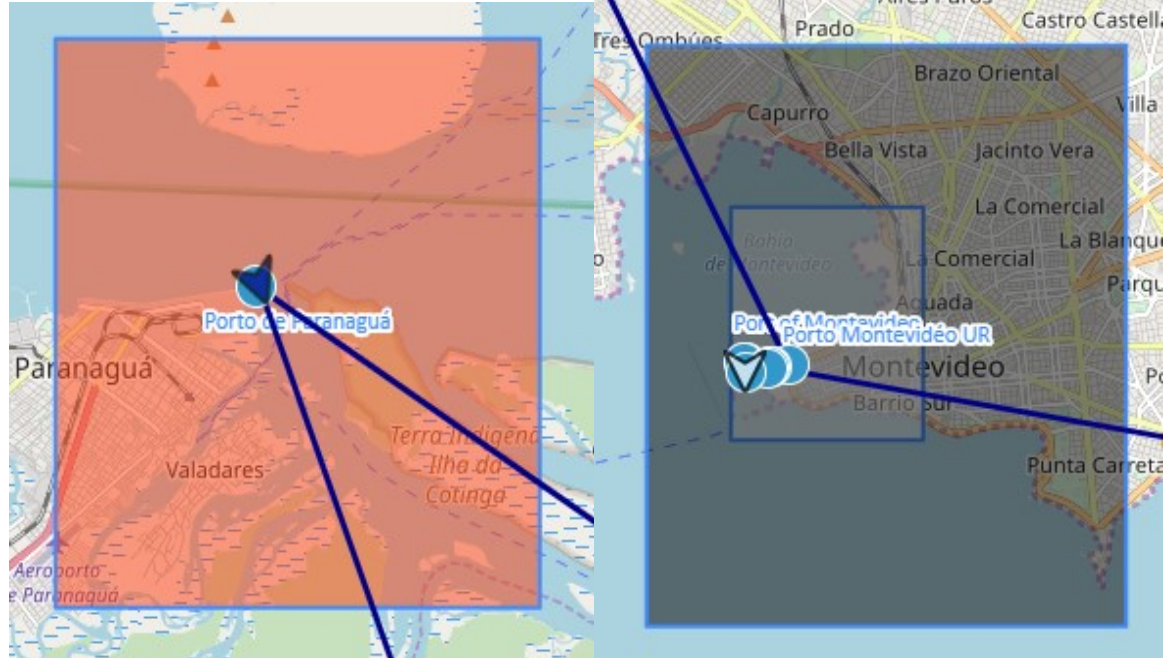 Porto de Paranaguá
Paranaguá
Terra Indígena
Ilha da
Cotinga
Valadares
Aeroporto
e Paranaguá
Tres Ombúes
Prado
Castro Castella
Brazo Oriental
Capurro
Villa
Bella Vista
Jacinto Vera
La Comercial
Bahía
de Montevideo
La Comercial
La Blanque
Parqu
Aguada
Port of Montevideo
Porto Montevidéo UR
Montevideo
Po
Barrio Sur
Punta Carreta